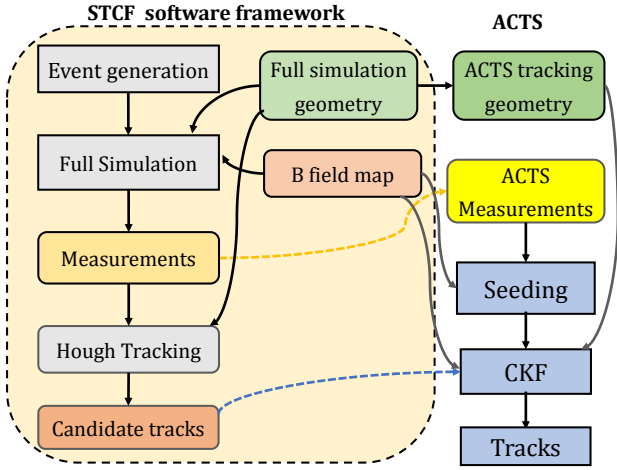 STCF software framework
ACTS
Event generation
Full simulation
geometry
ACTS tracking
geometry
Full Simulation
B field map
ACTS
Measurements
Measurements
Seeding
Hough Tracking
CKF
Candidate tracks
Tracks